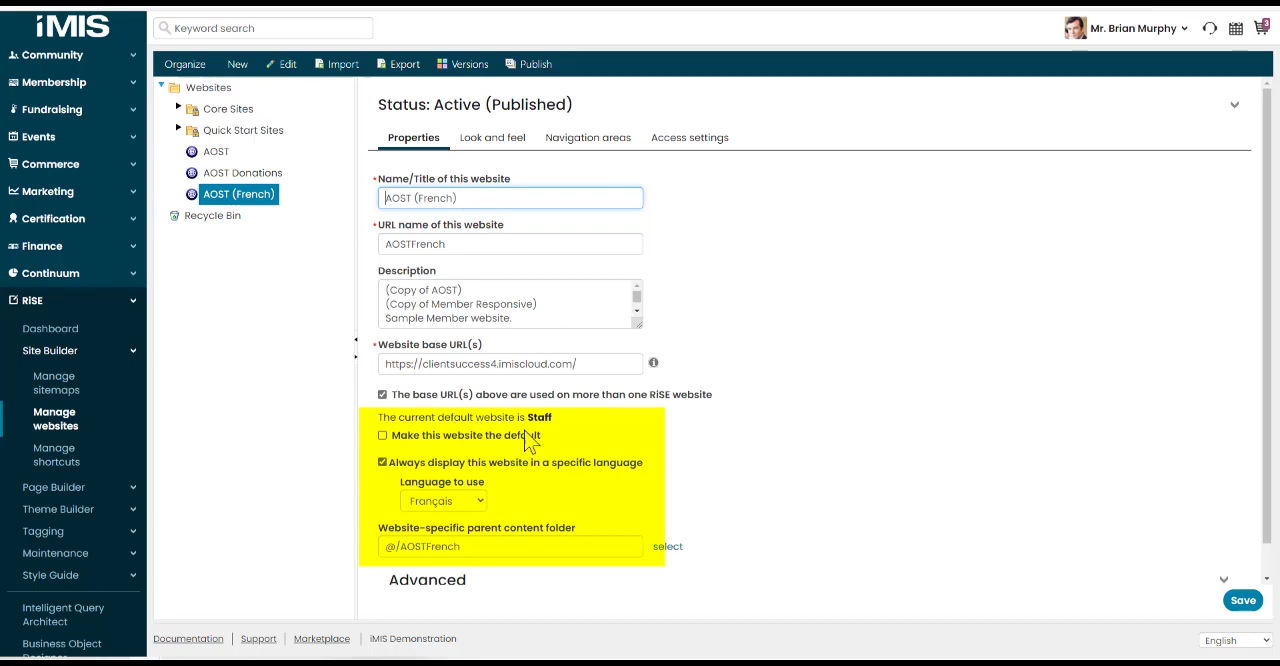 iMIS
Keyword search
Mr. Brian Murphy
3
Community
Membership
Fundraising
Events
Commerce
Marketing
Certification
Finance
Continuum
RiSE
Dashboard
Site Builder
Manage
sitemaps
Manage
websites
Manage
shortcuts
Page Builder
Theme Builder
Tagging
Maintenance
Style Guide
Intelligent Query
Architect
Business Object
Designer
Organize New Edit Import Export Versions Publish
Websites
Core Sites
Quick Start Sites
AOST
AOST Donations
AOST (French)
Recycle Bin
Status: Active (Published)
Properties Look and feel Navigation areas Access settings
*Name/Title of this website
AOST (French)
*URL name of this website
AOSTFrench
Description
(Copy of AOST)
(Copy of Member Responsive)
Sample Member website.
*Website base URL(s)
https://clientsuccess4.imiscloud.com/
The base URL(s) above are used on more than one RiSE website
The current default website is Staff
Make this website the default
Always display this website in a specific language
Language to use
Français
Website-specific parent content folder
@/AOSTFrench select
Advanced
Save
Documentation | Support | Marketplace | iMIS Demonstration
English